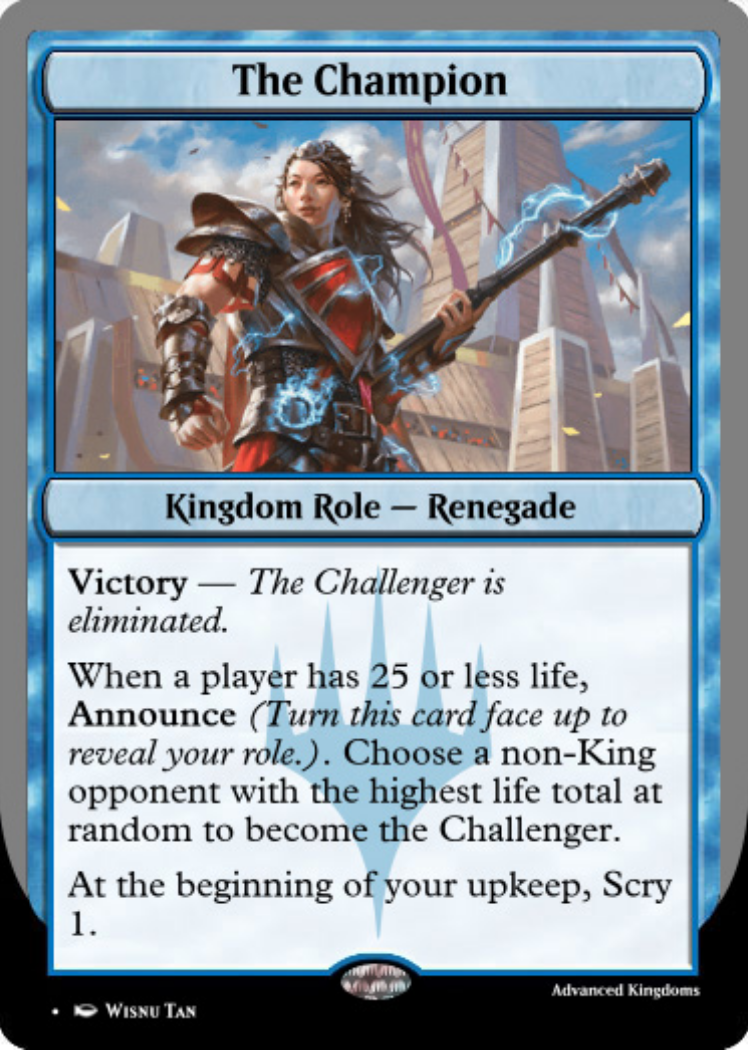 The Champion
Kingdom Role — Renegade
Victory — The Challenger is
eliminated.
When a player has 25 or less life,
Announce (Turn this card face up to
reveal your role.). Choose a non-King
opponent with the highest life total at
random to become the Challenger.
At the beginning of your upkeep, Scry
1.
Advanced Kingdoms
• Wisnu Tan